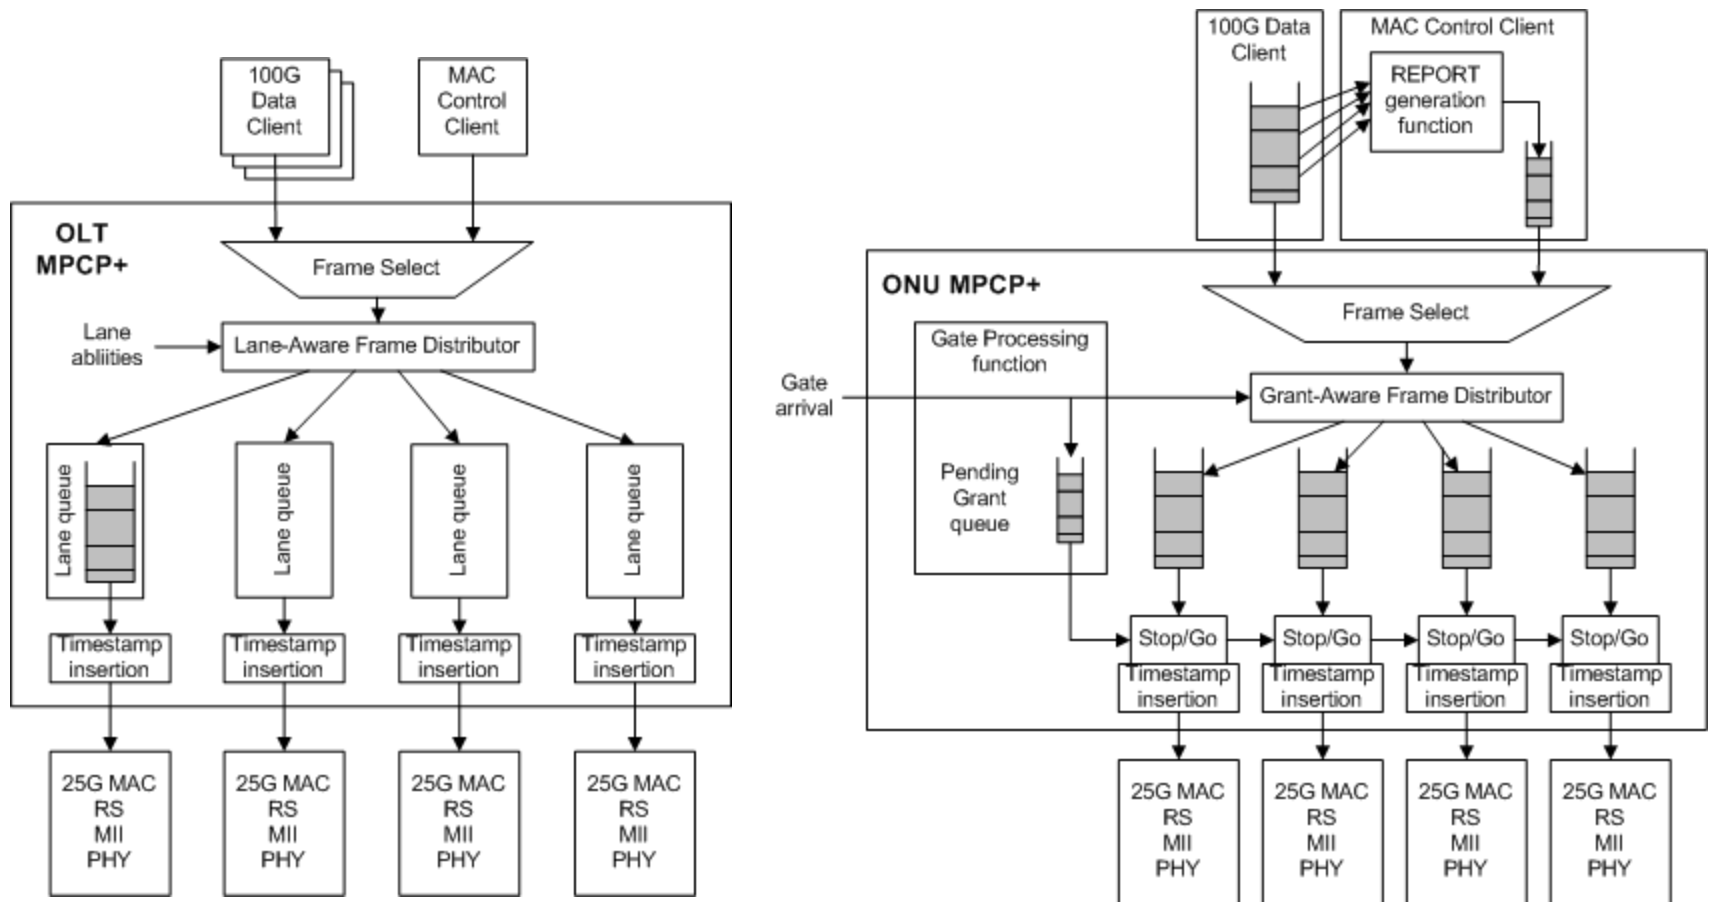 100G
Data
Client
MAC
Control
Client
OLT
MPCP+
Frame Select
Lane
abliities
Lane-Aware Frame Distributor
Lane queue
Lane queue
Lane queue
Lane queue
Timestamp
insertion
Timestamp
insertion
Timestamp
insertion
Timestamp
insertion
25G MAC
RS
MII
PHY
25G MAC
RS
MII
PHY
25G MAC
RS
MII
PHY
25G MAC
RS
MII
PHY
100G Data
Client
MAC Control Client
REPORT
generation
function
ONU MPCP+
Frame Select
Gate Processing
function
Gate
arrival
Grant-Aware Frame Distributor
Pending
Grant
queue
Stop/Go
Stop/Go
Stop/Go
Stop/Go
Timestamp
insertion
Timestamp
insertion
Timestamp
insertion
Timestamp
insertion
25G MAC
RS
MII
PHY
25G MAC
RS
MII
PHY
25G MAC
RS
MII
PHY
25G MAC
RS
MII
PHY